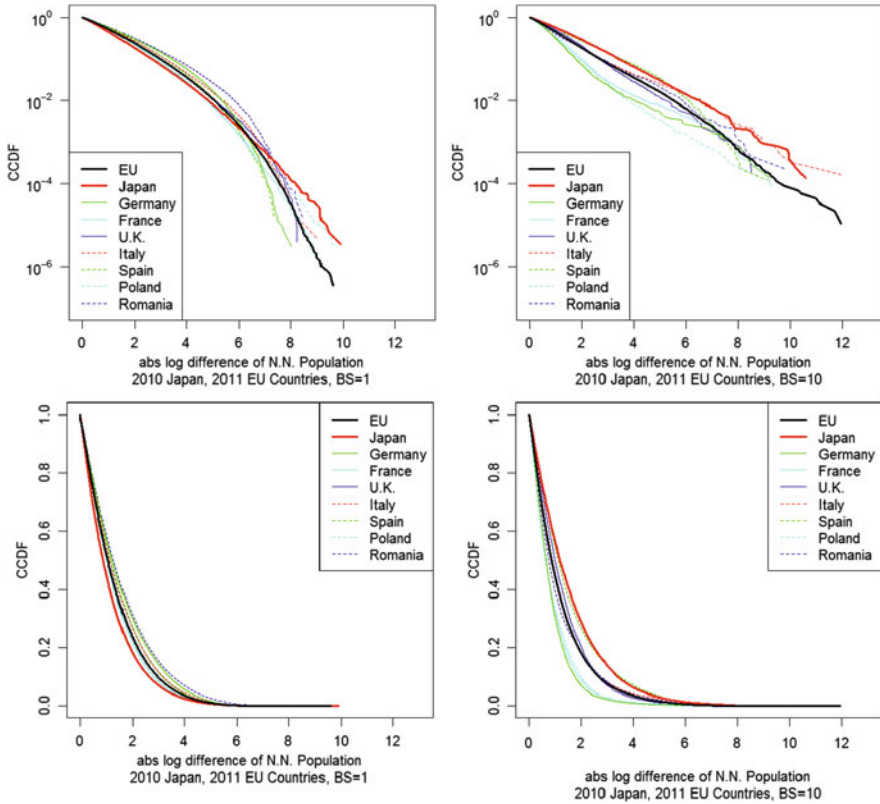 10^0
10^-2
10^-4
10^-6
CCDF
EU
Japan
Germany
France
U.K.
Italy
Spain
Poland
Romania
0 2 4 6 8 10 12
abs log difference of N.N. Population
2010 Japan, 2011 EU Countries, BS=1
10^0
10^-2
10^-4
10^-6
CCDF
EU
Japan
Germany
France
U.K.
Italy
Spain
Poland
Romania
0 2 4 6 8 10 12
abs log difference of N.N. Population
2010 Japan, 2011 EU Countries, BS=10
1.0
0.8
0.6
0.4
0.2
0.0
CCDF
EU
Japan
Germany
France
U.K.
Italy
Spain
Poland
Romania
0 2 4 6 8 10 12
abs log difference of N.N. Population
2010 Japan, 2011 EU Countries, BS=1
1.0
0.8
0.6
0.4
0.2
0.0
CCDF
EU
Japan
Germany
France
U.K.
Italy
Spain
Poland
Romania
0 2 4 6 8 10 12
abs log difference of N.N. Population
2010 Japan, 2011 EU Countries, BS=10